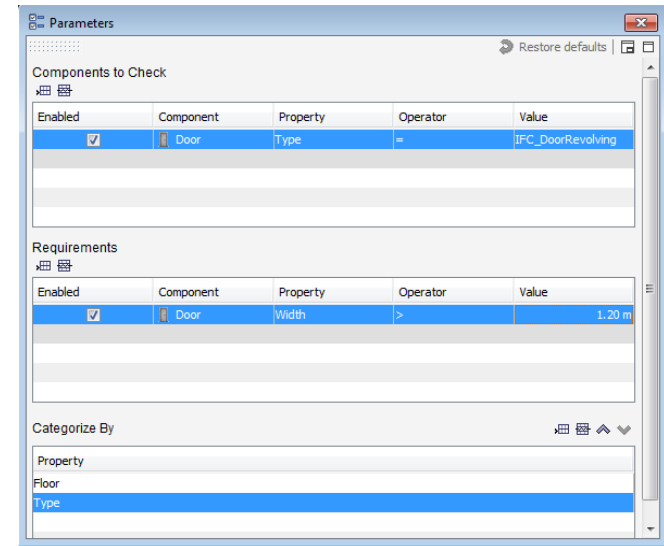 Parameters
Restore defaults
Components to Check
Enabled Component Property Operator Value
Door Type = IFC_DoorRevolving
Requirements
Enabled Component Property Operator Value
Door Width > 1.20 m
Categorize By
Property
Floor
Type